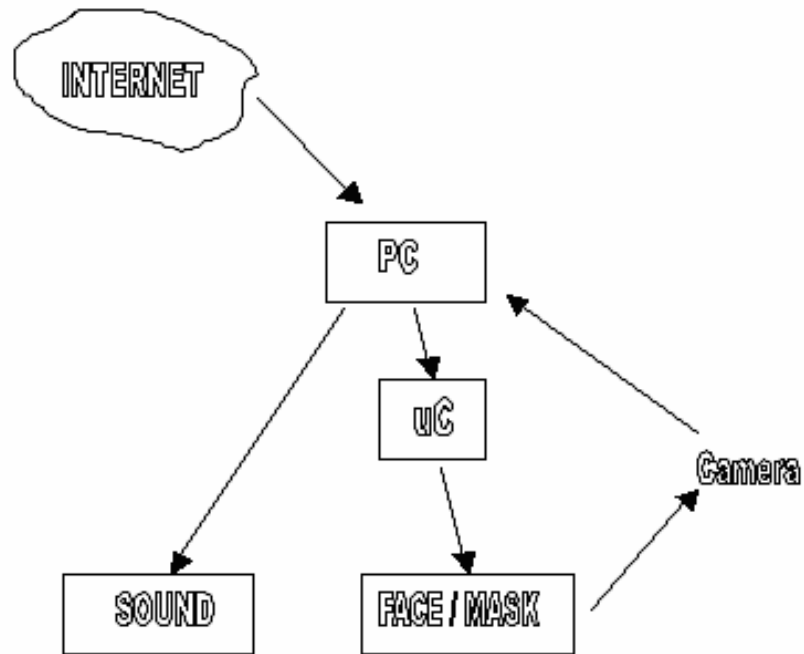 INTERNET
PC
uC
Camera
SOUND
FACE / MASK